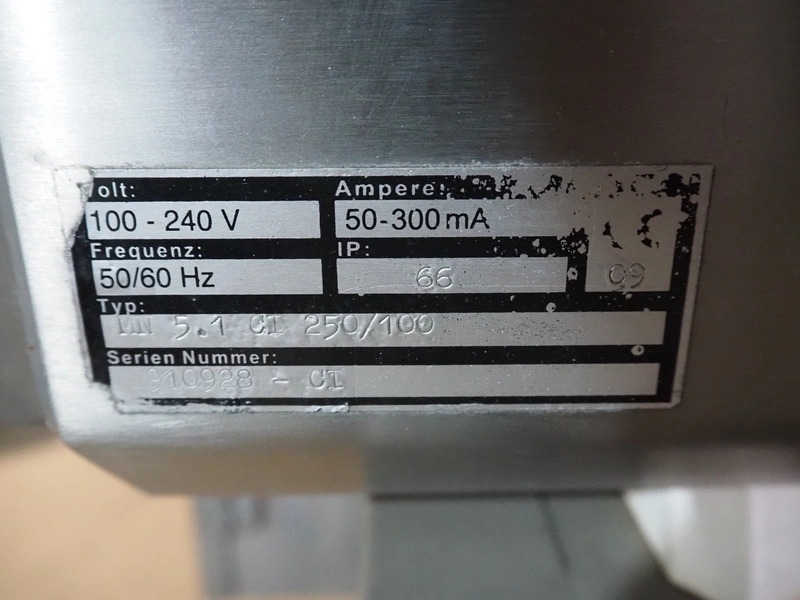 Volt: Ampere:
100 - 240 V 50-300 mA
Frequenz: IP:
50/60 Hz 66 09
Typ:
MN 5.1 CI 250/100
Serien Nummer:
910928 - CI